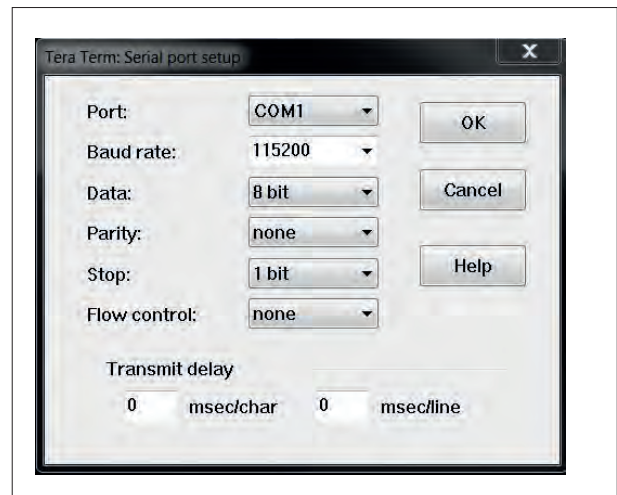 Tera Term: Serial port setup
X
Port: COM1
OK
Baud rate: 115200
Data: 8 bit
Cancel
Parity: none
Stop: 1 bit
Help
Flow control: none
Transmit delay
0 msec/char 0 msec/line